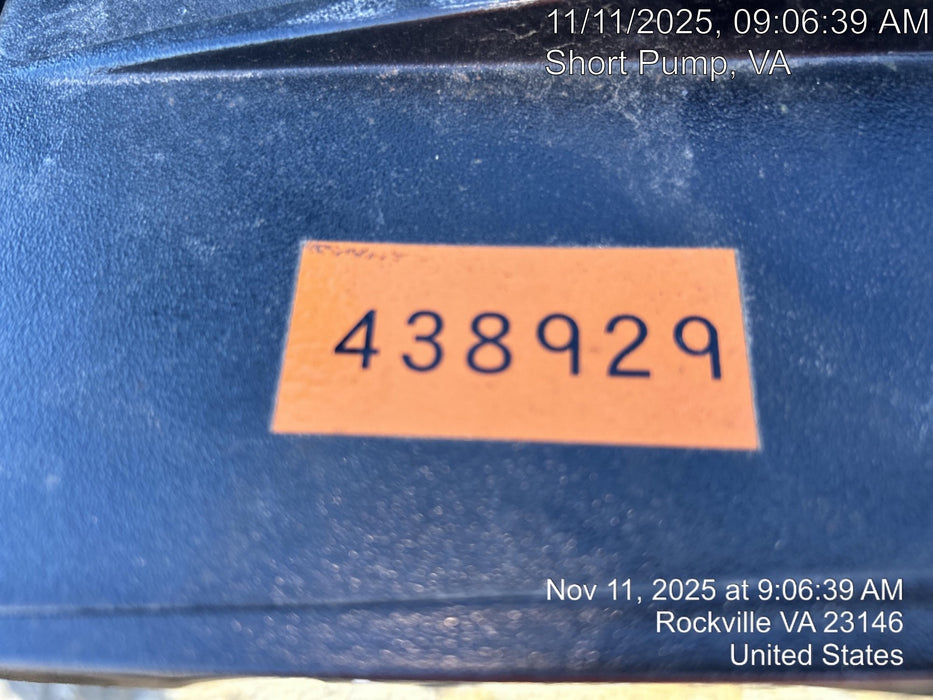 11/11/2025, 09:06:39 AM
Short Pump, VA
438929
Nov 11, 2025 at 9:06:39 AM
Rockville VA 23146
United States